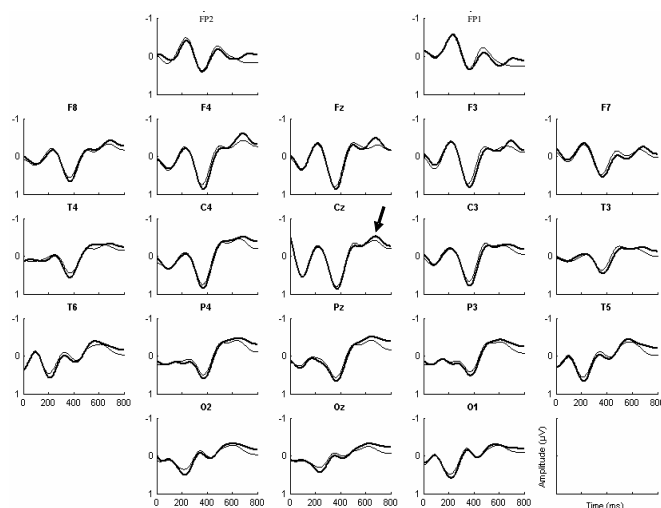 -1 FP2 -1 FP1
0 0
1 1
F8 F4 Fz F3 F7
-1 -1 -1 -1 -1
0 0 0 0 0
1 1 1 1 1
T4 C4 Cz C3 T3
-1 -1 -1 -1 -1
0 0 0 0 0
1 1 1 1 1
T6 P4 Pz P3 T5
-1 -1 -1 -1 -1
0 0 0 0 0
1 1 1 1 1
0 200 400 600 800 0 200 400 600 800
O2 Oz O1
-1 -1 -1
0 0 0
1 1 1
0 200 400 600 800 0 200 400 600 800 0 200 400 600 800
Amplitude (µV)
Time (ms)